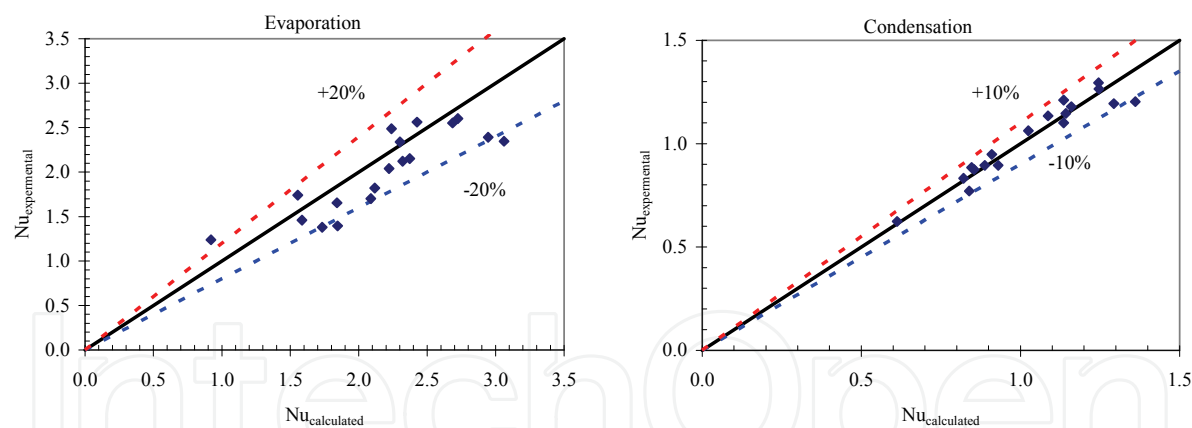 Evaporation
3.5
3.0
2.5
2.0
1.5
1.0
0.5
0.0
Nu_expermental
+20%
-20%
0.0 0.5 1.0 1.5 2.0 2.5 3.0 3.5
Nu_calculated
Condensation
1.5
1.0
0.5
0.0
Nu_expermental
+10%
-10%
0.0 0.5 1.0 1.5
Nu_calculated
IntechOpen